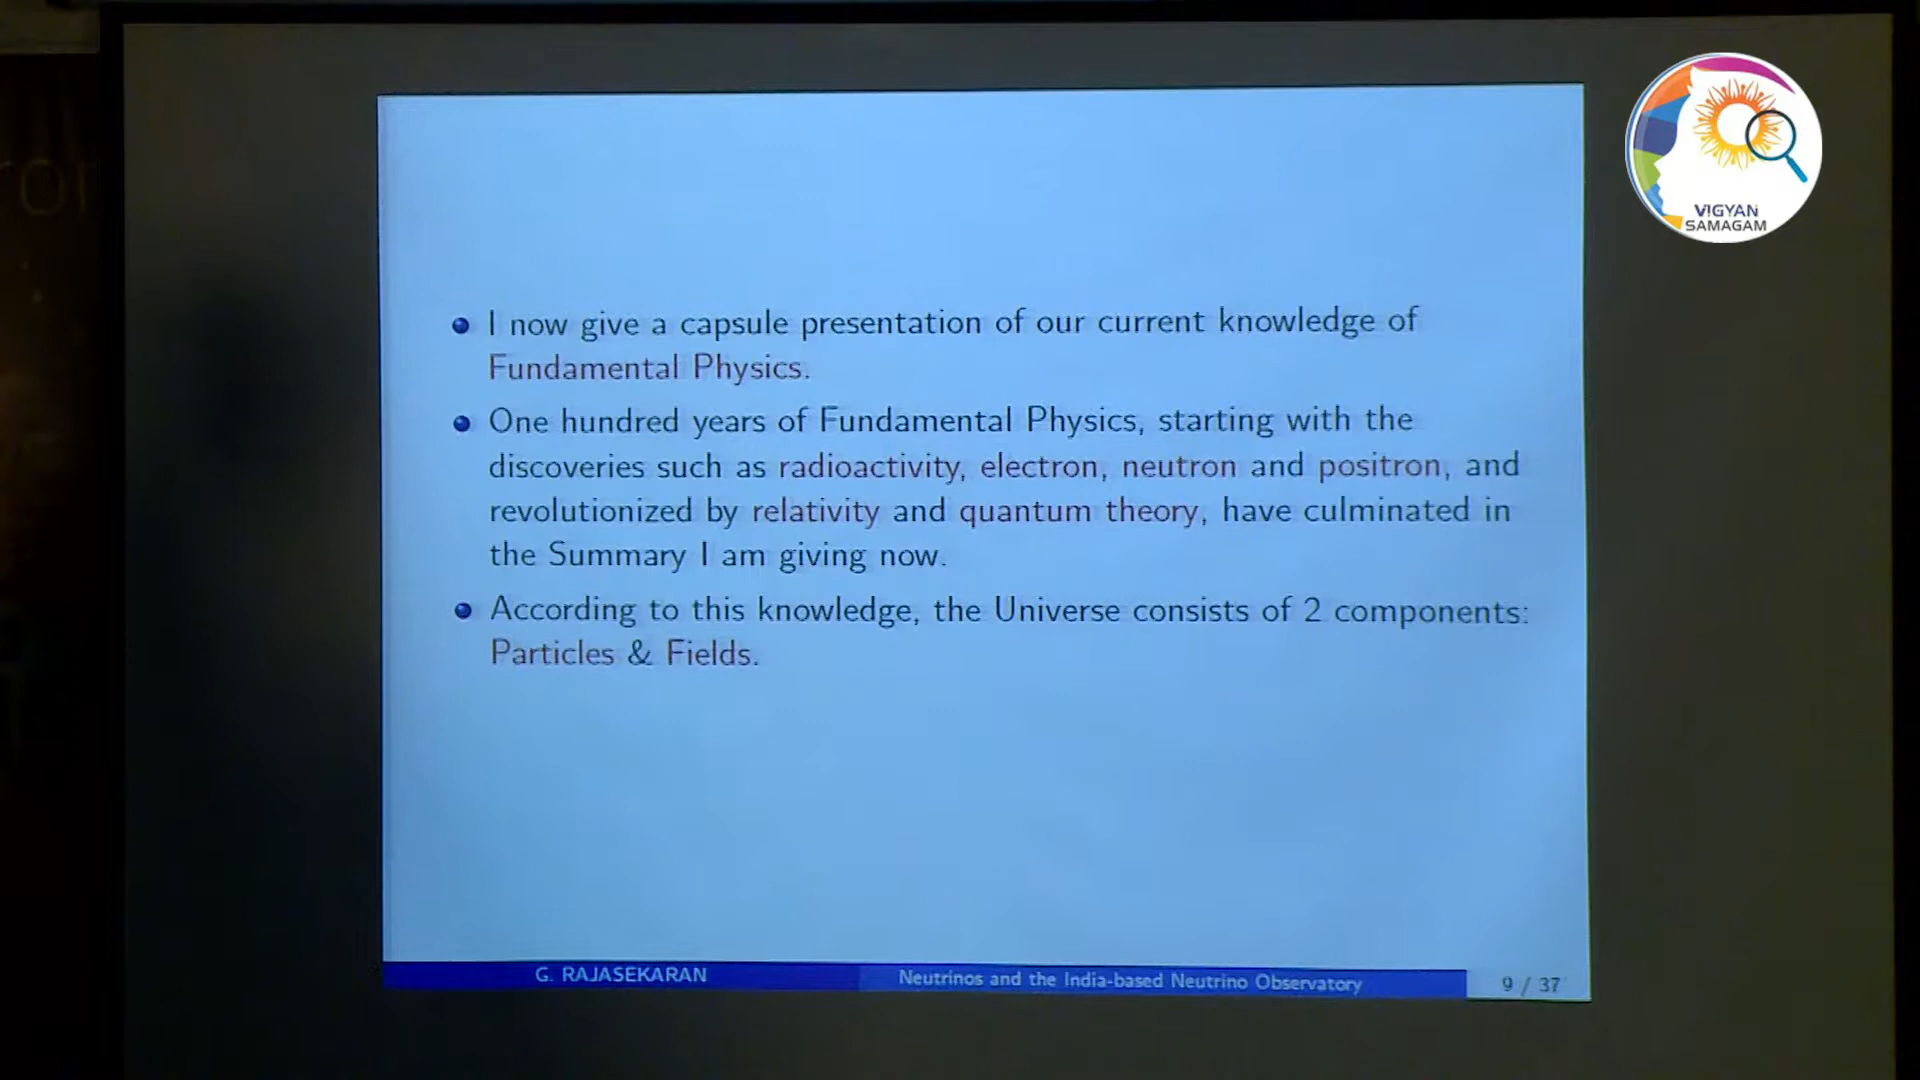 VIGYAN
SAMAGAM
I now give a capsule presentation of our current knowledge of
Fundamental Physics.
One hundred years of Fundamental Physics, starting with the
discoveries such as radioactivity, electron, neutron and positron, and
revolutionized by relativity and quantum theory, have culminated in
the Summary I am giving now.
According to this knowledge, the Universe consists of 2 components:
Particles & Fields.
G. RAJASEKARAN
Neutrinos and the India-based Neutrino Observatory
9 / 37